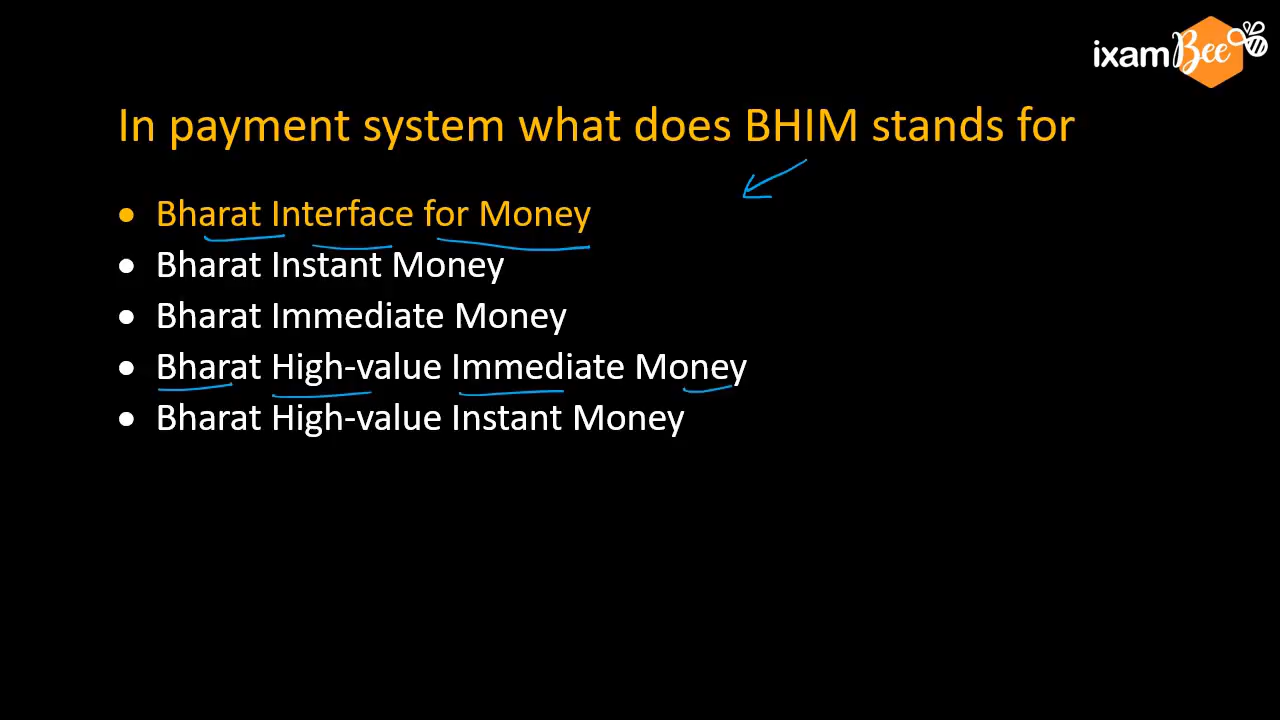 ixamBee
In payment system what does BHIM stands for
• Bharat Interface for Money
• Bharat Instant Money
• Bharat Immediate Money
• Bharat High-value Immediate Money
• Bharat High-value Instant Money